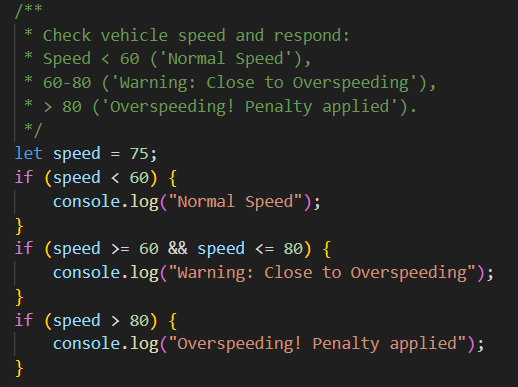 /**
 * Check vehicle speed and respond:
 * Speed < 60 ('Normal Speed'),
 * 60-80 ('Warning: Close to Overspeeding'),
 * > 80 ('Overspeeding! Penalty applied').
 */
let speed = 75;
if (speed < 60) {
    console.log("Normal Speed");
}
if (speed >= 60 && speed <= 80) {
    console.log("Warning: Close to Overspeeding");
}
if (speed > 80) {
    console.log("Overspeeding! Penalty applied");
}